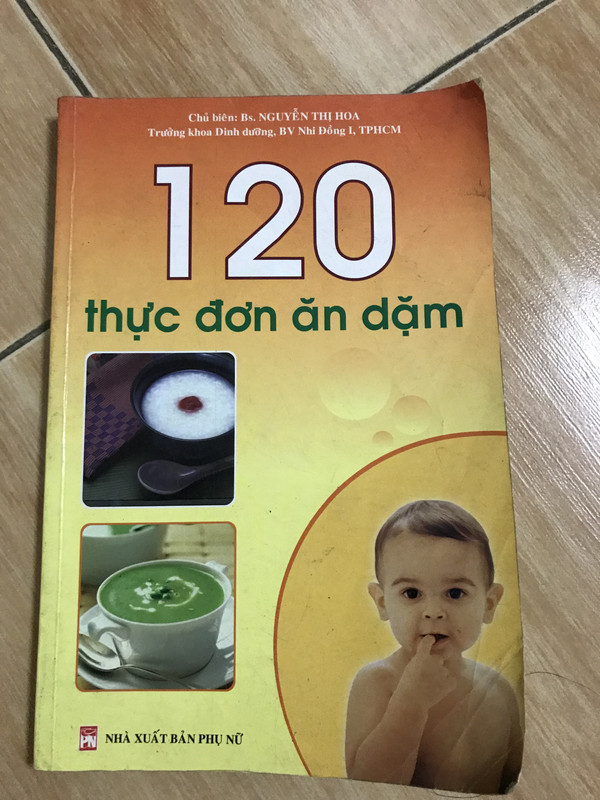 Chủ biên: Bs. NGUYỄN THỊ HOA
Trưởng khoa Dinh dưỡng, BV Nhi Đồng I, TPHCM
120
thực đơn ăn dặm
PN
NHÀ XUẤT BẢN PHỤ NỮ